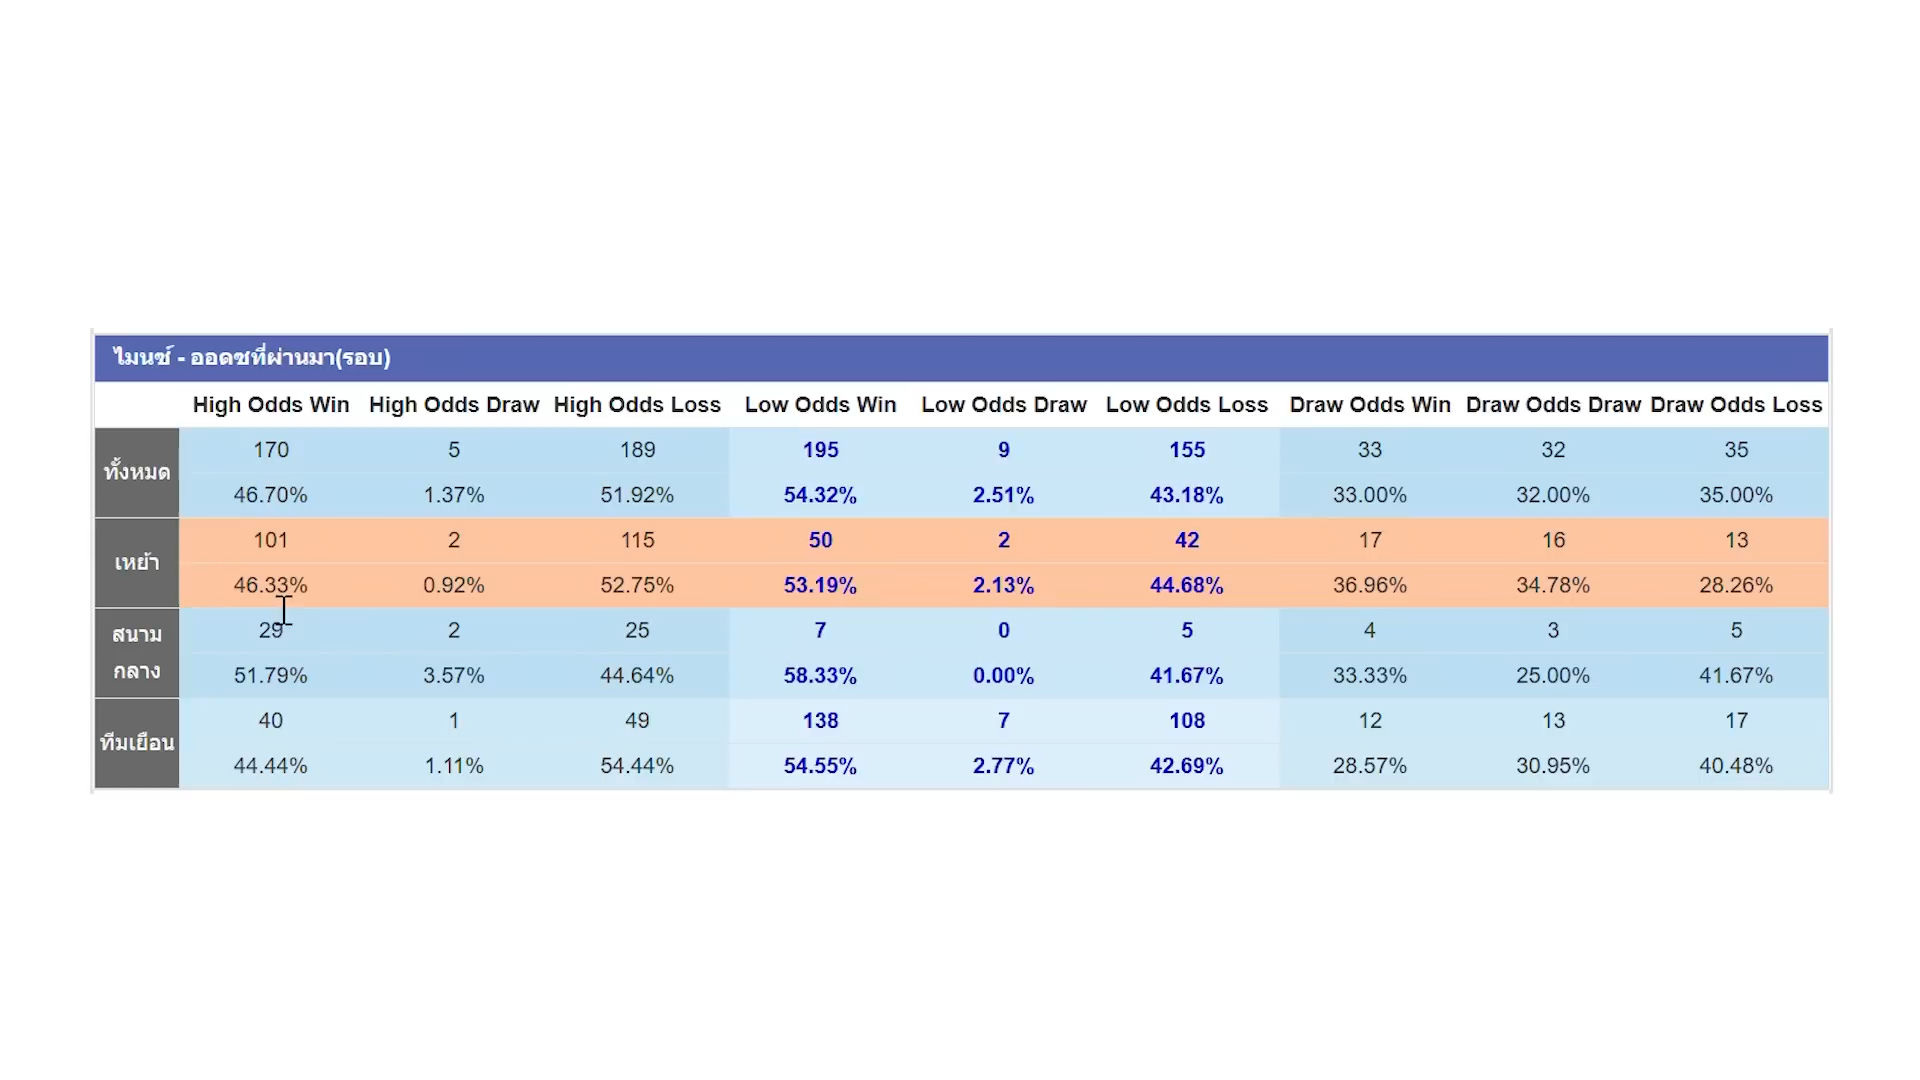 ไมนซ์ - ออดซที่ผ่านมา(รอบ)
High Odds Win High Odds Draw High Odds Loss Low Odds Win Low Odds Draw Low Odds Loss Draw Odds Win Draw Odds Draw Draw Odds Loss
ทั้งหมด
170 5 189 195 9 155 33 32 35
46.70% 1.37% 51.92% 54.32% 2.51% 43.18% 33.00% 32.00% 35.00%
เหย้า
101 2 115 50 2 42 17 16 13
46.33% 0.92% 52.75% 53.19% 2.13% 44.68% 36.96% 34.78% 28.26%
สนาม
กลาง
29 2 25 7 0 5 4 3 5
51.79% 3.57% 44.64% 58.33% 0.00% 41.67% 33.33% 25.00% 41.67%
ทีมเยือน
40 1 49 138 7 108 12 13 17
44.44% 1.11% 54.44% 54.55% 2.77% 42.69% 28.57% 30.95% 40.48%